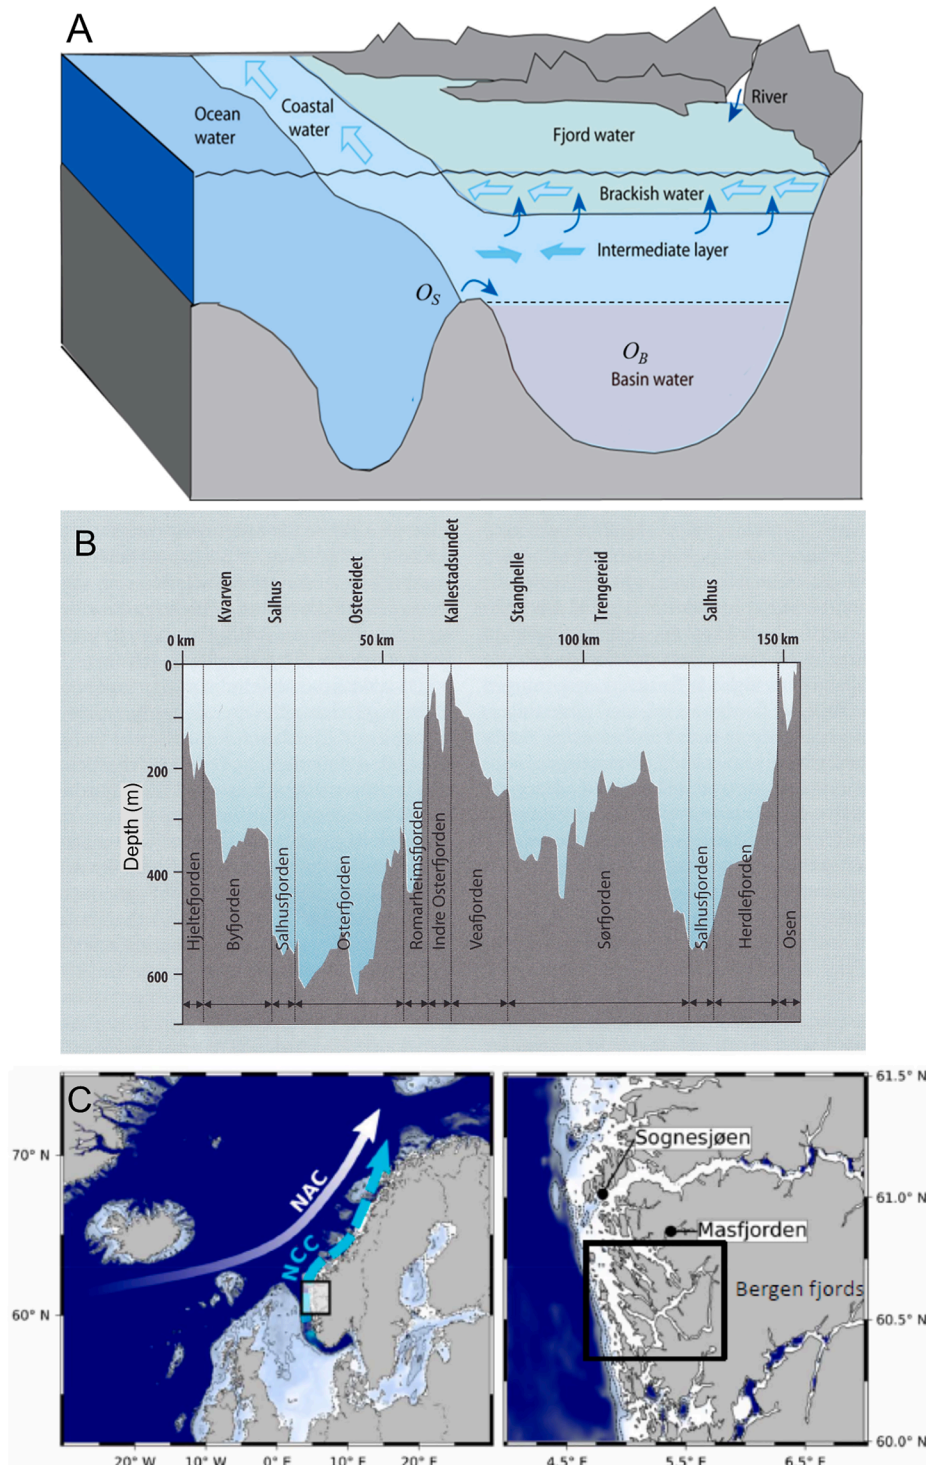 A
Ocean
water
Coastal
water
River
Fjord water
Brackish water
Intermediate layer
O_S
O_B
Basin water
B
Kvarven
Salhus
Ostereidet
Kallestadsundet
Stanghelle
Trengereid
Salhus
0 km
50 km
100 km
150 km
0
200
400
600
Depth (m)
Hjeltefjorden
Byfjorden
Salhusfjorden
Osterfjorden
Romarheimsfjorden
Indre Osterfjorden
Veafjorden
Sørfjorden
Salhusfjorden
Herdlefjorden
Osen
C
NAC
NCC
70° N
60° N
20° W
10° W
0° E
10° E
20° E
Sognesjøen
Masfjorden
Bergen fjords
61.5° N
61.0° N
60.5° N
60.0° N
4.5° E
5.5° E
6.5° E